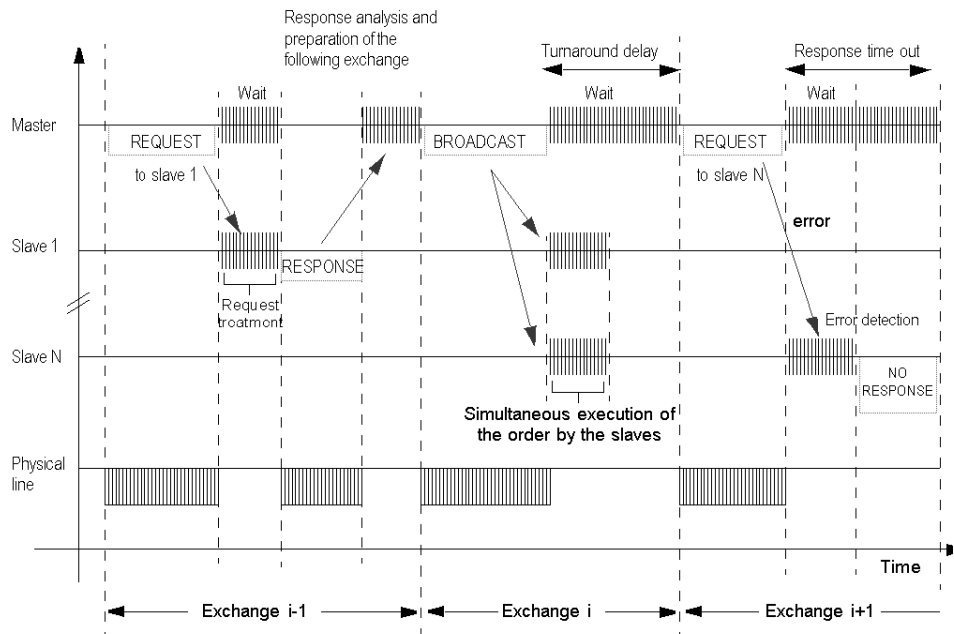 Response analysis and
preparation of the
following exchange
Turnaround delay
Response time out
Wait
Wait
Wait
Master
REQUEST
BROADCAST
REQUEST
to slave 1
to slave N
error
Slave 1
RESPONSE
Request
troatmont
Error detection
Slave N
NO
RESPONSE
Simultaneous execution of
the order by the slaves
Physical
line
Time
Exchange i-1
Exchange i
Exchange i+1